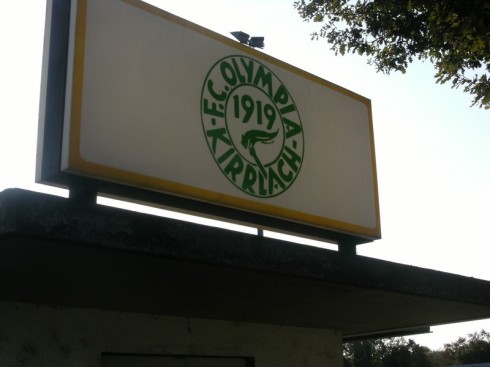 F.C. OLYMPIA
1919
KIRRLACH